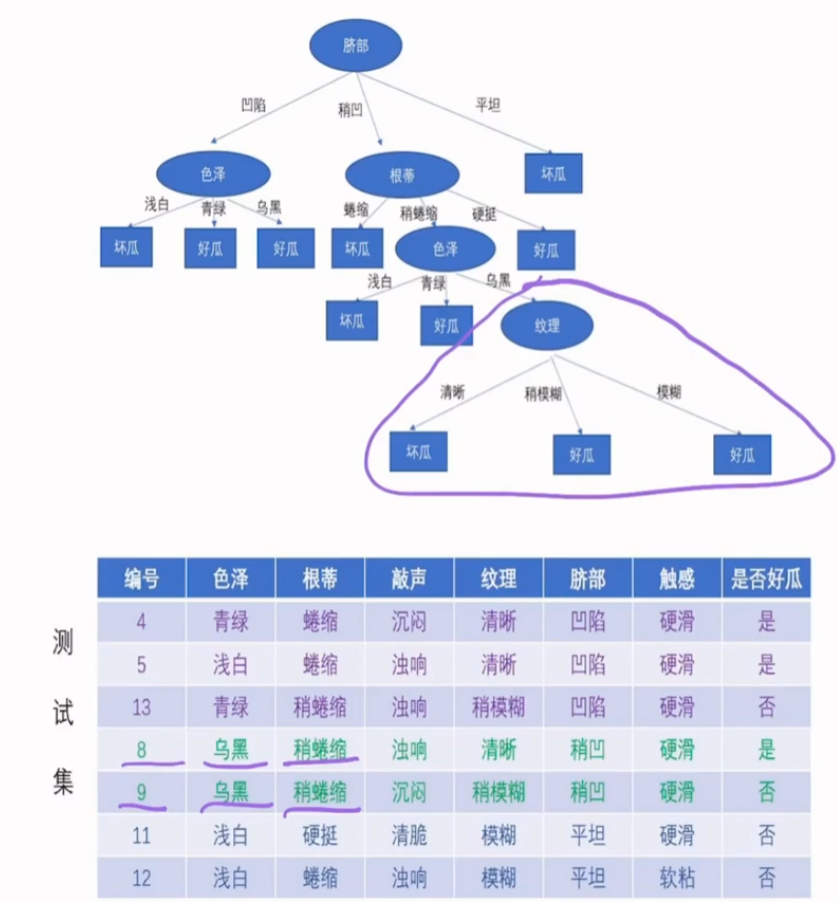 脐部
凹陷 稍凹 平坦
色泽 根蒂 坏瓜
浅白 青绿 乌黑 蜷缩 稍蜷缩 硬挺
坏瓜 好瓜 好瓜 坏瓜 色泽 好瓜
浅白 青绿 乌黑
坏瓜 好瓜 纹理
清晰 稍模糊 模糊
坏瓜 好瓜 好瓜
测试集
编号 色泽 根蒂 敲声 纹理 脐部 触感 是否好瓜
4 青绿 蜷缩 沉闷 清晰 凹陷 硬滑 是
5 浅白 蜷缩 浊响 清晰 凹陷 硬滑 是
13 青绿 稍蜷缩 浊响 稍模糊 凹陷 硬滑 否
8 乌黑 稍蜷缩 浊响 清晰 稍凹 硬滑 是
9 乌黑 稍蜷缩 沉闷 稍模糊 稍凹 硬滑 否
11 浅白 硬挺 清脆 模糊 平坦 硬滑 否
12 浅白 蜷缩 浊响 模糊 平坦 软粘 否